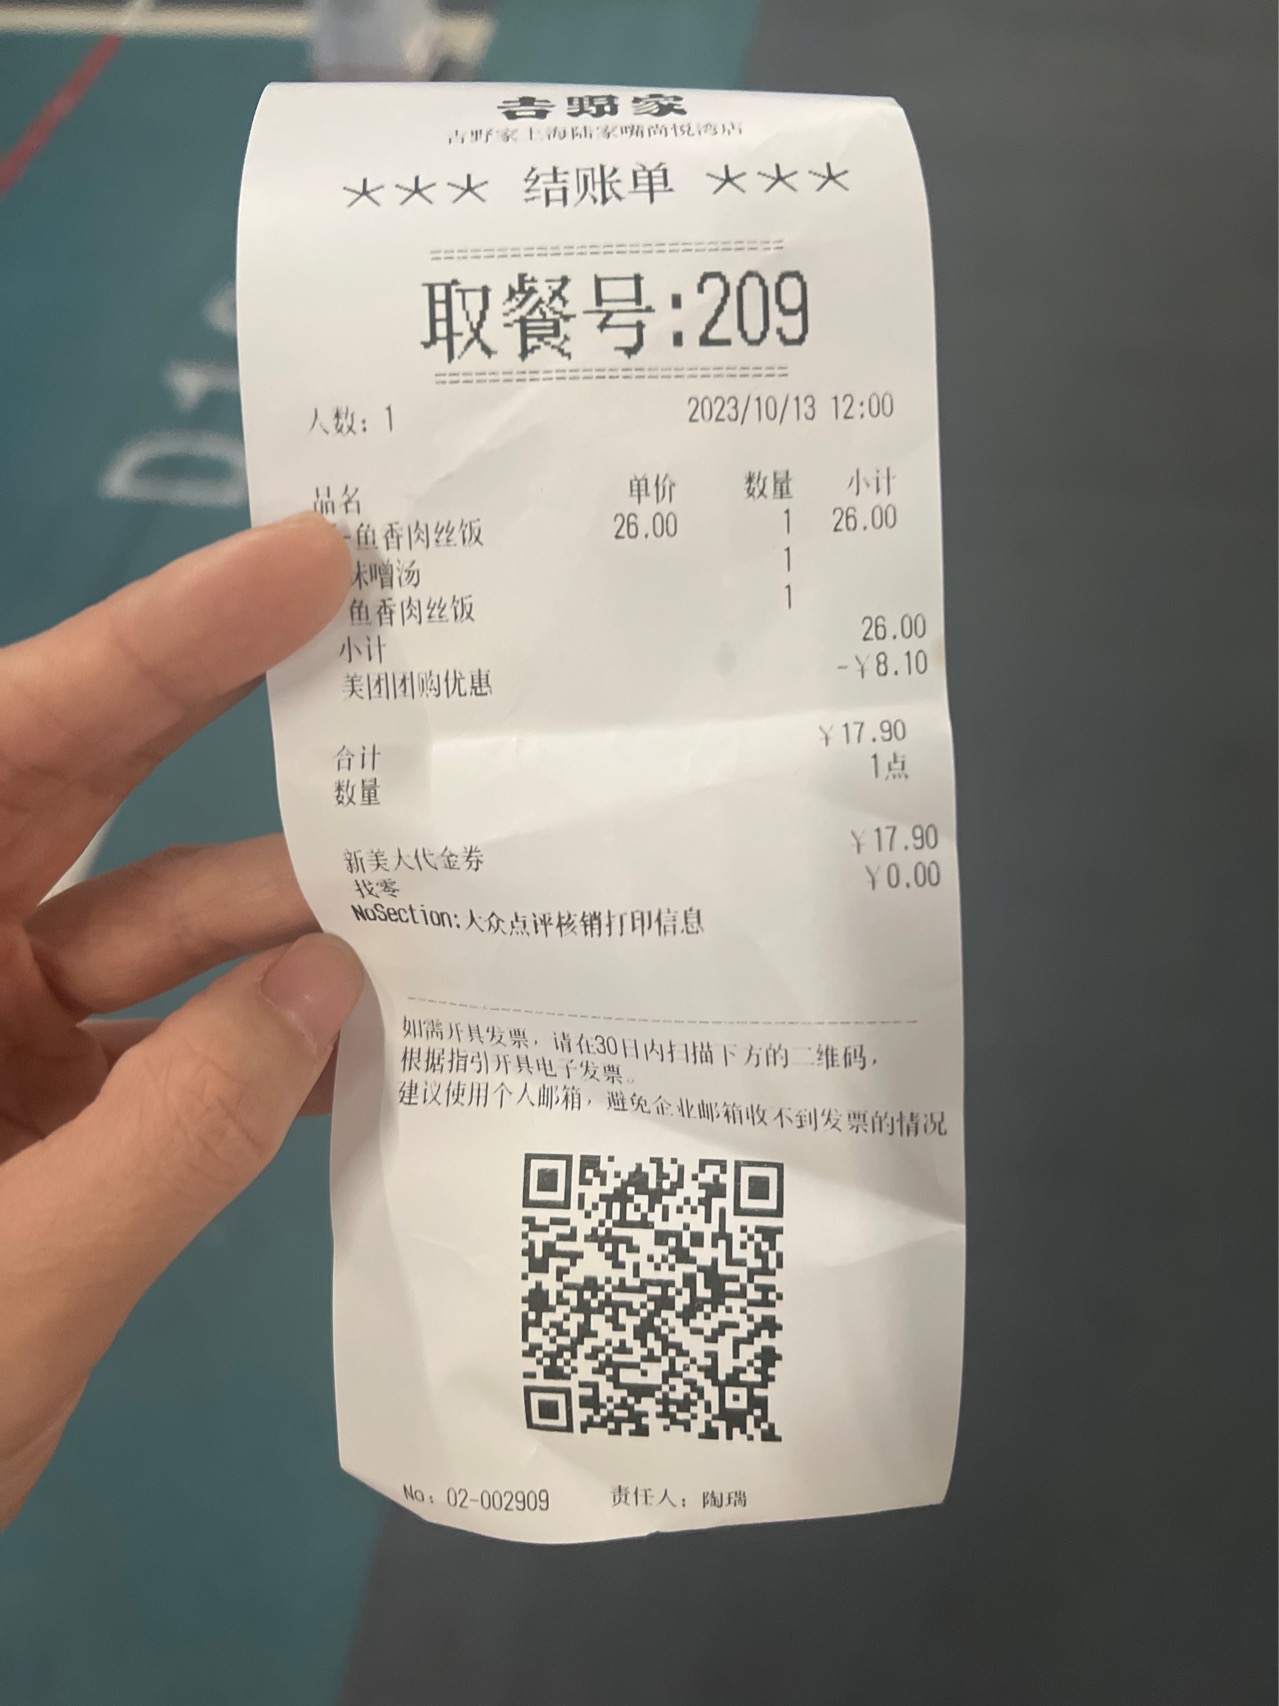 吉野家
吉野家上海陆家嘴尚悦湾店
*** 结账单 ***
取餐号:209
人数: 1 2023/10/13 12:00
品名 单价 数量 小计
-鱼香肉丝饭 26.00 1 26.00
味噌汤 1
鱼香肉丝饭 1
小计 26.00
美团团购优惠 -¥8.10
合计 ¥17.90
数量 1点
新美大代金券 ¥17.90
找零 ¥0.00
NoSection:大众点评核销打印信息
如需开具发票，请在30日内扫描下方的二维码，
根据指引开具电子发票。
建议使用个人邮箱，避免企业邮箱收不到发票的情况
No: 02-002909 责任人: 陶瑞
D1